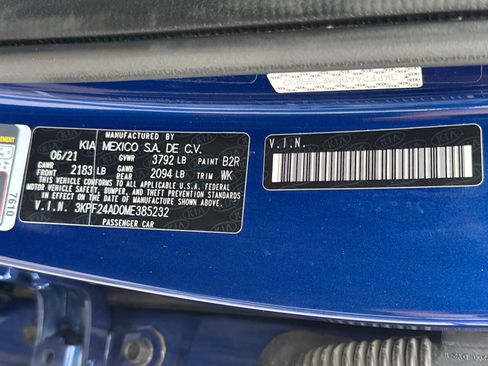 MANUFACTURED BY
KIA MEXICO S.A. DE C.V.
06/21 GVWR 3792 LB PAINT B2R
GAWR FRONT 2183 LB GAWR REAR 2094 LB TRIM WK
THIS VEHICLE CONFORMS TO ALL APPLICABLE U.S. FEDERAL
MOTOR VEHICLE SAFETY, BUMPER, AND THEFT PREVENTION
STANDARDS IN EFFECT ON THE DATE OF MANUFACTURE SHOWN ABOVE.
V.I.N. 3KPF24AD0ME385232
PASSENGER CAR
V.I.N.
7610